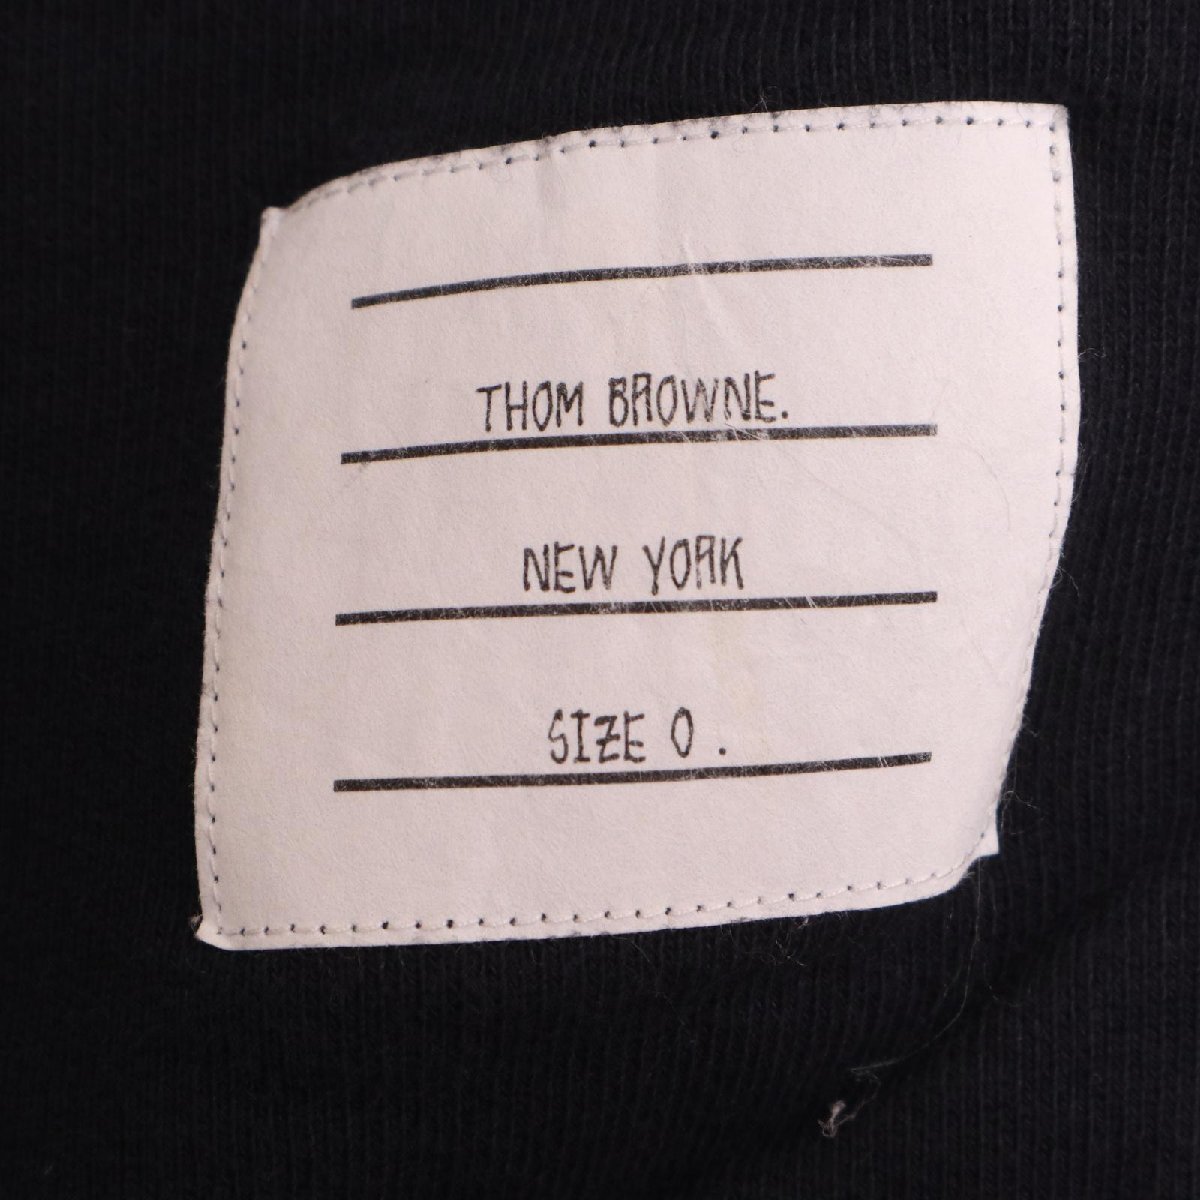 THOM BROWNE.
NEW YORK
SIZE 0 .